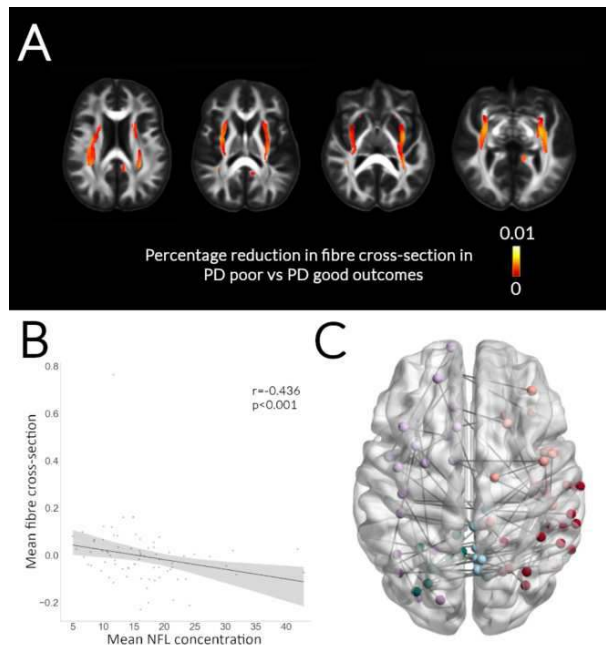 A
Percentage reduction in fibre cross-section in
PD poor vs PD good outcomes
0.01
0
B
C
r=-0.436
p<0.001
Mean fibre cross-section
0.8
0.6
0.4
0.2
0.0
−0.2
5
10
15
20
25
30
35
40
Mean NFL concentration